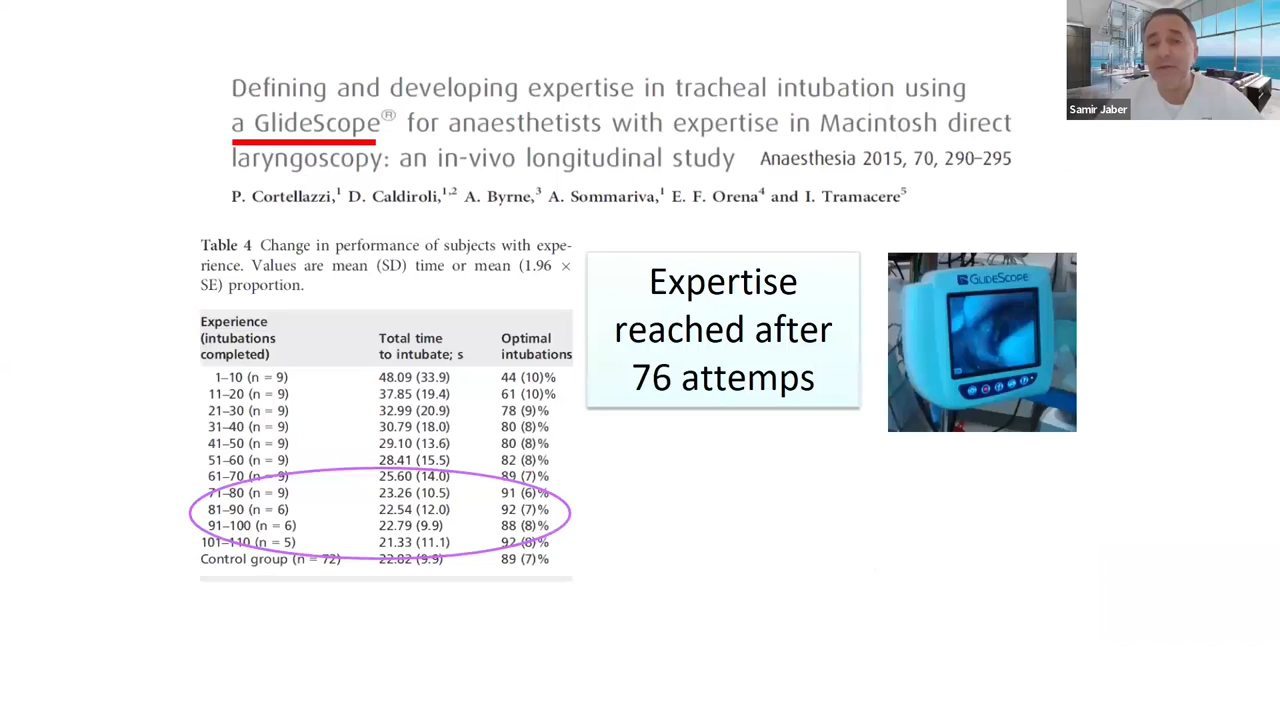 Samir Jaber
Defining and developing expertise in tracheal intubation using
a GlideScope® for anaesthetists with expertise in Macintosh direct
laryngoscopy: an in-vivo longitudinal study Anaesthesia 2015, 70, 290–295
P. Cortellazzi,1 D. Caldiroli,1,2 A. Byrne,3 A. Sommariva,1 E. F. Orena4 and I. Tramacere5
Table 4 Change in performance of subjects with expe-
rience. Values are mean (SD) time or mean (1.96 ×
SE) proportion.
Experience
(intubations Total time Optimal
completed) to intubate; s intubations
1–10 (n = 9) 48.09 (33.9) 44 (10)%
11–20 (n = 9) 37.85 (19.4) 61 (10)%
21–30 (n = 9) 32.99 (20.9) 78 (9)%
31–40 (n = 9) 30.79 (18.0) 80 (8)%
41–50 (n = 9) 29.10 (13.6) 80 (8)%
51–60 (n = 9) 28.41 (15.5) 82 (8)%
61–70 (n = 9) 25.60 (14.0) 89 (7)%
71–80 (n = 9) 23.26 (10.5) 91 (6)%
81–90 (n = 6) 22.54 (12.0) 92 (7)%
91–100 (n = 6) 22.79 (9.9) 88 (8)%
101–110 (n = 5) 21.33 (11.1) 92 (8)%
Control group (n = 72) 22.82 (9.9) 89 (7)%
Expertise
reached after
76 attemps
GLIDESCOPE